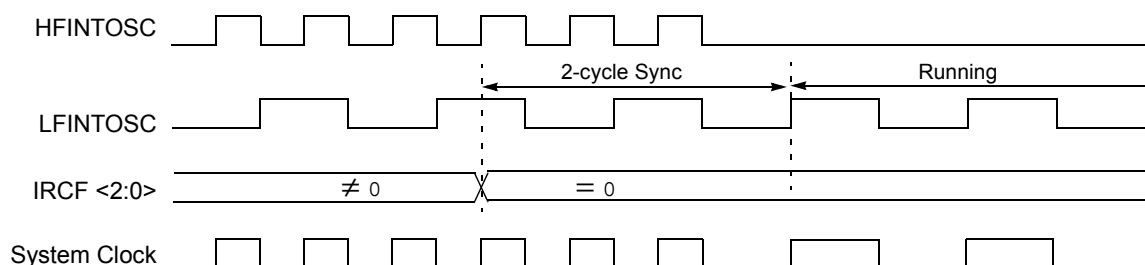 HFINTOSC
2-cycle Sync
Running
LFINTOSC
IRCF <2:0>
≠ 0
= 0
System Clock